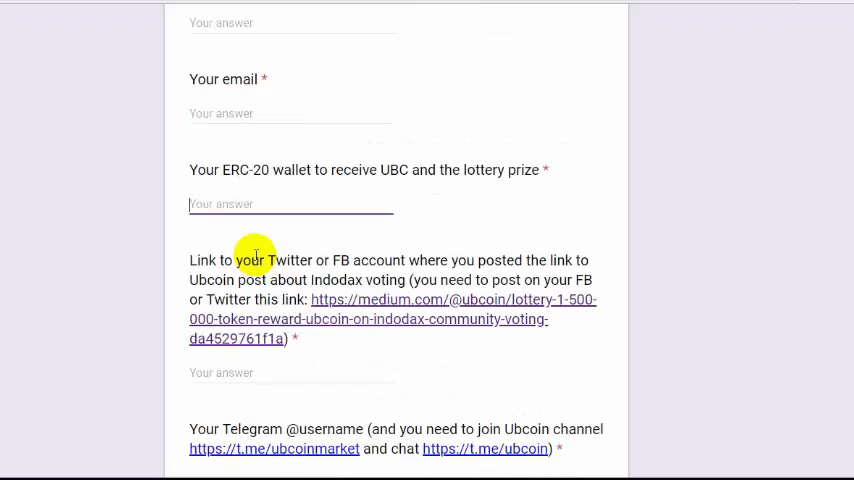 Your answer
Your email *
Your answer
Your ERC-20 wallet to receive UBC and the lottery prize *
Your answer
Link to your Twitter or FB account where you posted the link to
Ubcoin post about Indodax voting (you need to post on your FB
or Twitter this link: https://medium.com/@ubcoin/lottery-1-500-
000-token-reward-ubcoin-on-indodax-community-voting-
da4529761f1a) *
Your answer
Your Telegram @username (and you need to join Ubcoin channel
https://t.me/ubcoinmarket and chat https://t.me/ubcoin) *